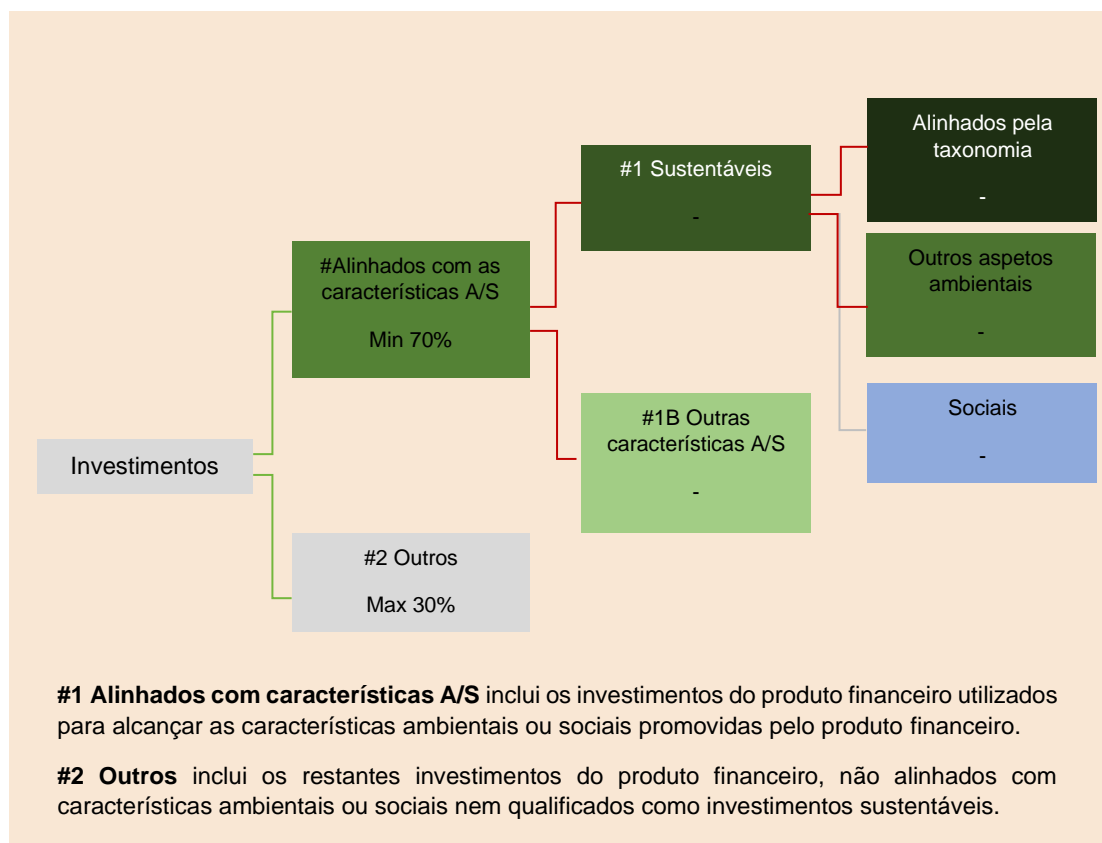 Alinhados pela
taxonomia
-
#1 Sustentáveis
-
#Alinhados com as
características A/S
Min 70%
Outros aspetos
ambientais
-
Sociais
-
#1B Outras
características A/S
-
Investimentos
#2 Outros
Max 30%
#1 Alinhados com características A/S inclui os investimentos do produto financeiro utilizados
para alcançar as características ambientais ou sociais promovidas pelo produto financeiro.
#2 Outros inclui os restantes investimentos do produto financeiro, não alinhados com
características ambientais ou sociais nem qualificados como investimentos sustentáveis.